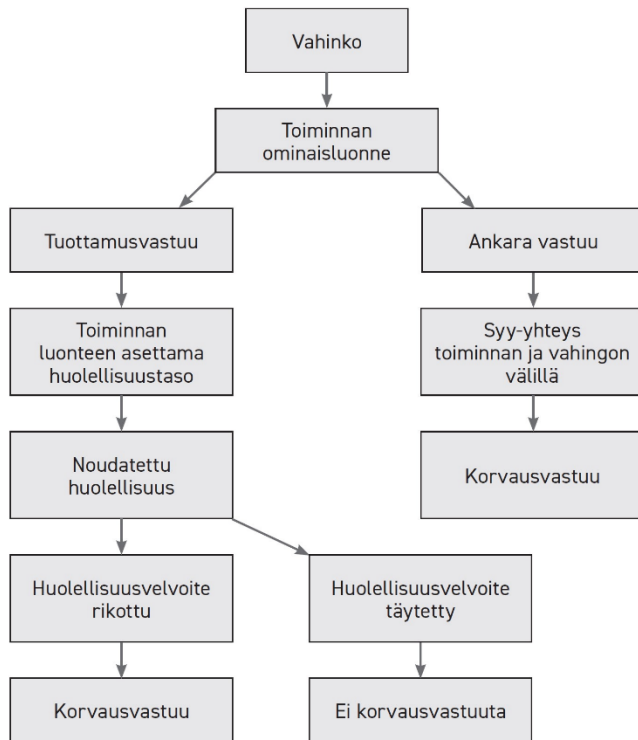 Vahinko
Toiminnan
ominaisluonne
Tuottamusvastuu
Ankara vastuu
Toiminnan
luonteen asettama
huolellisuustaso
Syy-yhteys
toiminnan ja vahingon
välillä
Noudatettu
huolellisuus
Korvausvastuu
Huolellisuusvelvoite
rikottu
Huolellisuusvelvoite
täytetty
Korvausvastuu
Ei korvausvastuuta